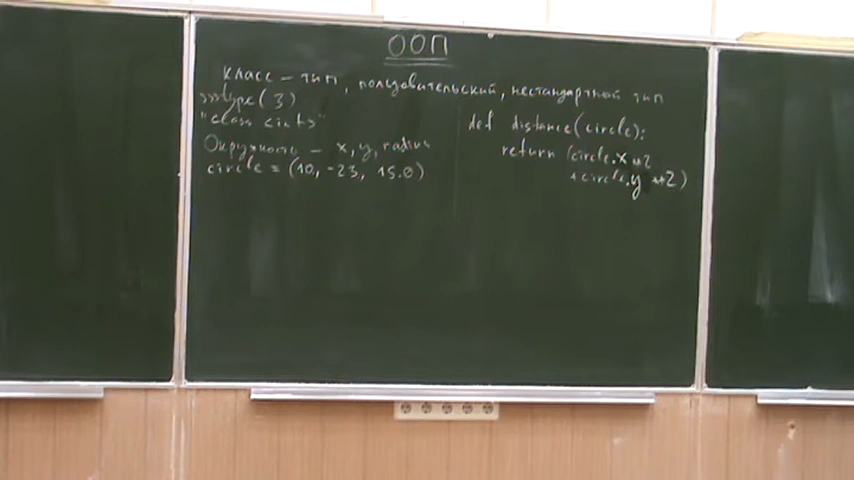 ООП
класс - тип, пользовательский, нестандартный тип
>>>type(3)
"class int>"
Окружность - x, y, radius
circle = (10, -23, 15.0)
def distance(circle):
return (circle.x**2
+circle.y **2)